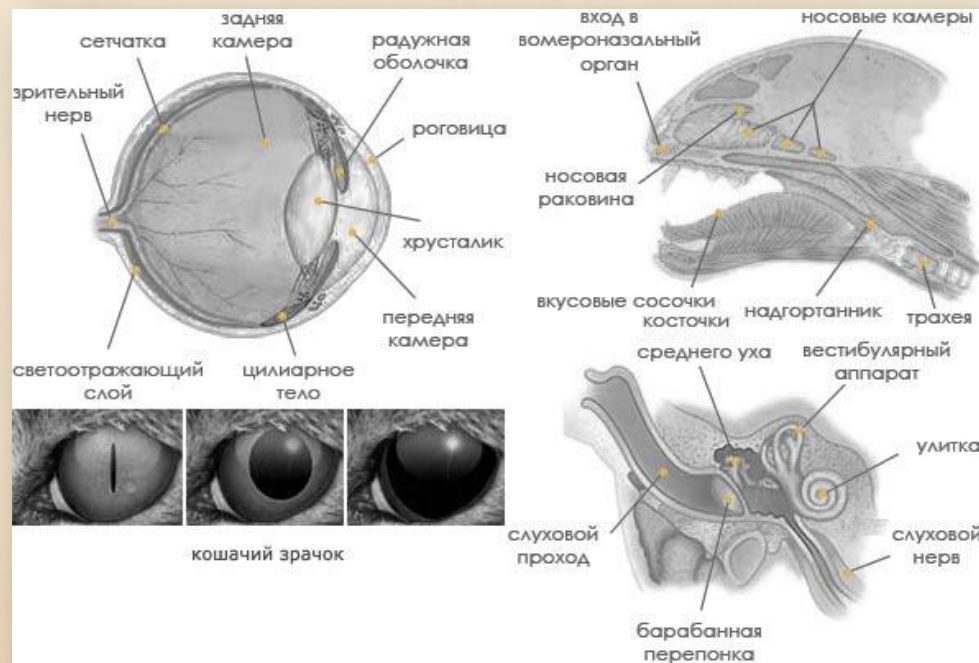 задняя
камера
сетчатка
радужная
оболочка
зрительный
нерв
роговица
хрусталик
передняя
камера
светоотражающий
слой
цилиарное
тело
кошачий зрачок
вход в
вомероназальный
орган
носовые камеры
носовая
раковина
вкусовые сосочки
надгортанник
трахея
косточки
среднего уха
вестибулярный
аппарат
улитка
слуховой
проход
слуховой
нерв
барабанная
перепонка